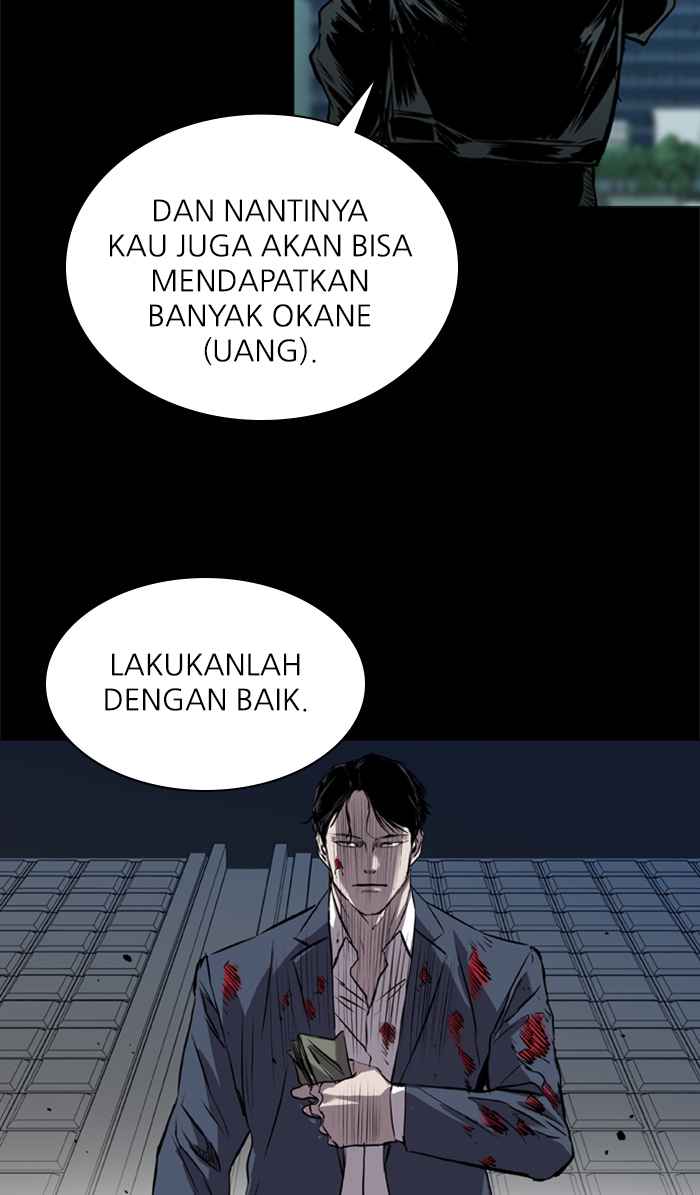 DAN NANTINYA
KAU JUGA AKAN BISA
MENDAPATKAN
BANYAK OKANE
(UANG).
LAKUKANLAH
DENGAN BAIK.